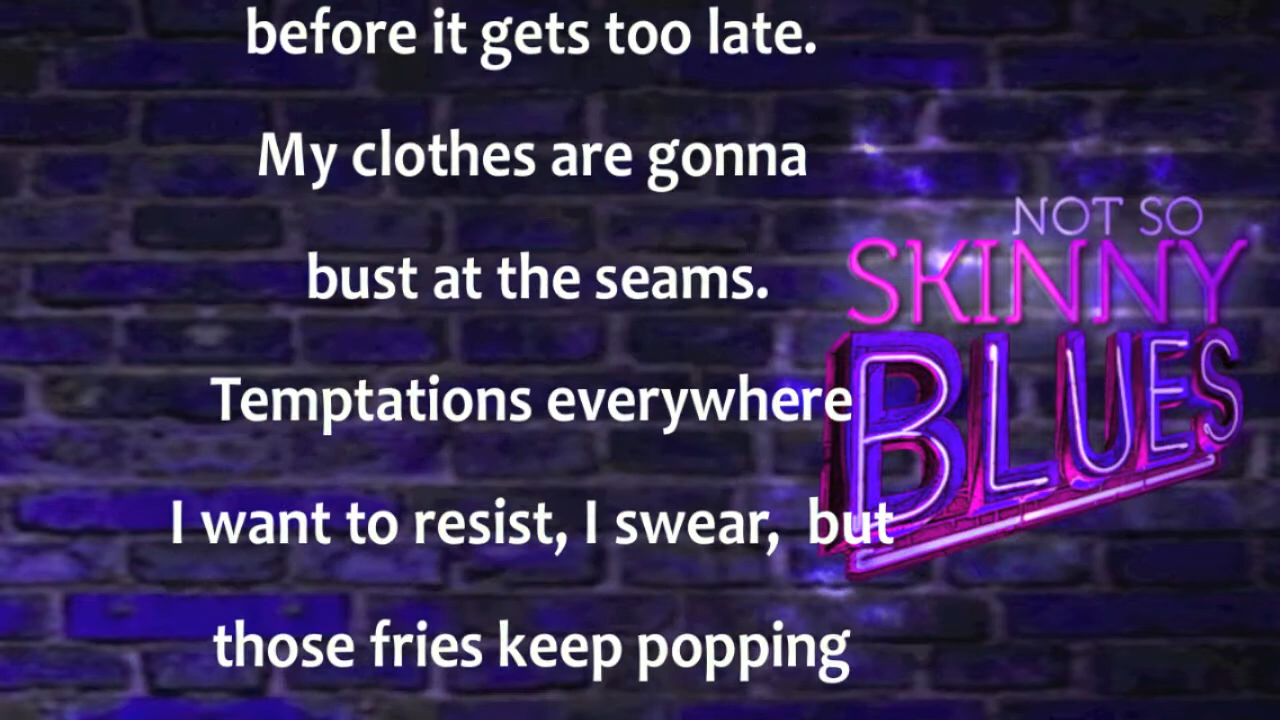 before it gets too late.
My clothes are gonna
bust at the seams.
Temptations everywhere
I want to resist, I swear,  but
those fries keep popping
NOT SO
SKINNY
BLUES